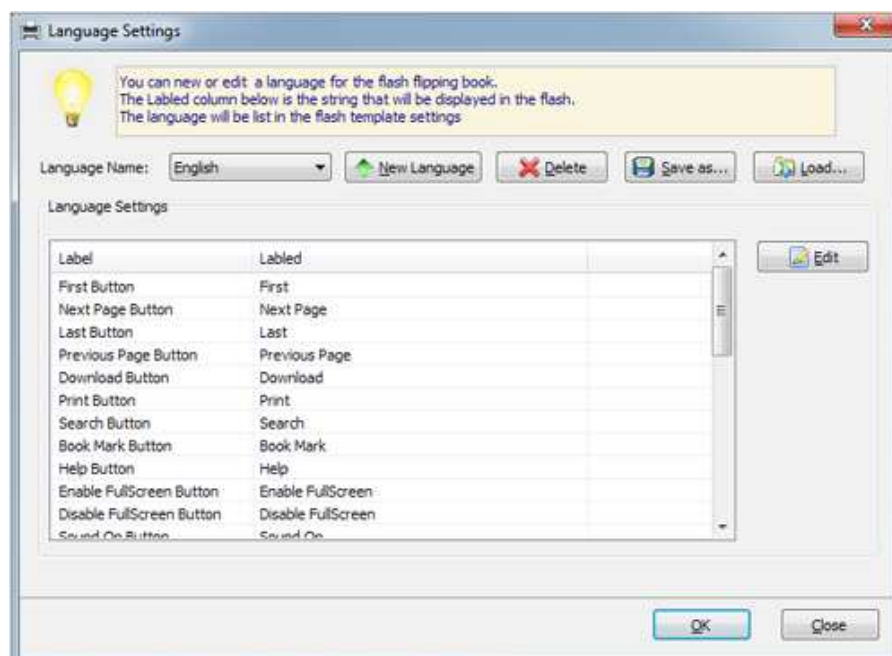 Language Settings
You can new or edit a language for the flash flipping book.
The Labled column below is the string that will be displayed in the flash.
The language will be list in the flash template settings
Language Name: English New Language Delete Save as... Load...
Language Settings
Label Labled
Edit
First Button First
Next Page Button Next Page
Last Button Last
Previous Page Button Previous Page
Download Button Download
Print Button Print
Search Button Search
Book Mark Button Book Mark
Help Button Help
Enable FullScreen Button Enable FullScreen
Disable FullScreen Button Disable FullScreen
Sound On Button Sound On
OK Close